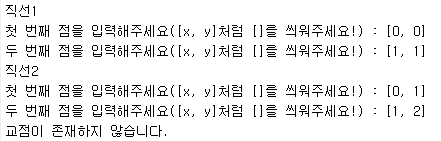 직선1
첫 번째 점을 입력해주세요([x, y]처럼 []를 씌워주세요!) : [0, 0]
두 번째 점을 입력해주세요([x, y]처럼 []를 씌워주세요!) : [1, 1]
직선2
첫 번째 점을 입력해주세요([x, y]처럼 []를 씌워주세요!) : [0, 1]
두 번째 점을 입력해주세요([x, y]처럼 []를 씌워주세요!) : [1, 2]
교점이 존재하지 않습니다.